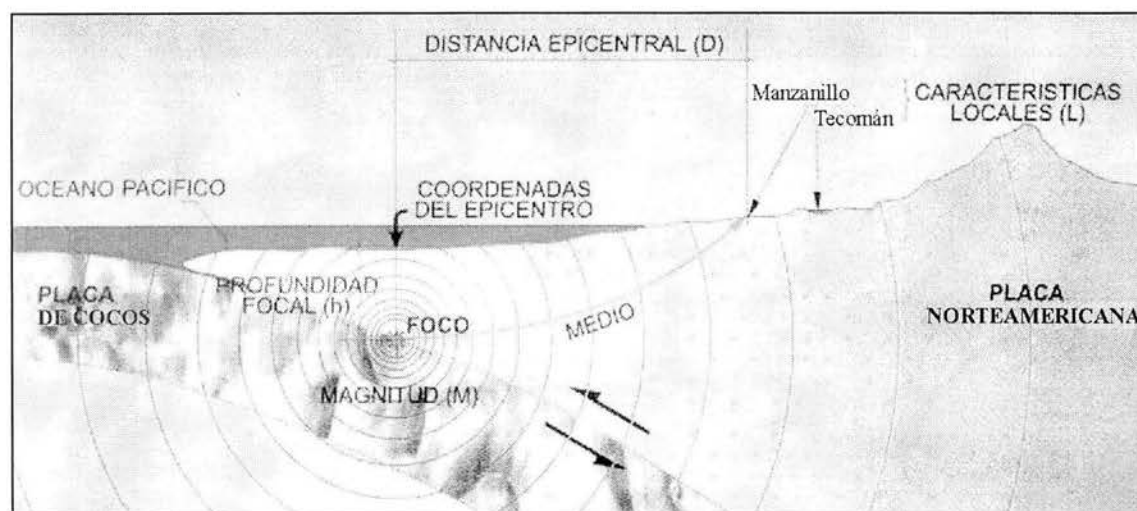 DISTANCIA EPICENTRAL (D)
Manzanillo
Tecomán
CARACTERISTICAS
LOCALES (L)
OCEANO PACIFICO
COORDENADAS
DEL EPICENTRO
PROFUNDIDAD
FOCAL (h)
PLACA
DE COCOS
FOCO
MEDIO
PLACA
NORTEAMERICANA
MAGNITUD (M)